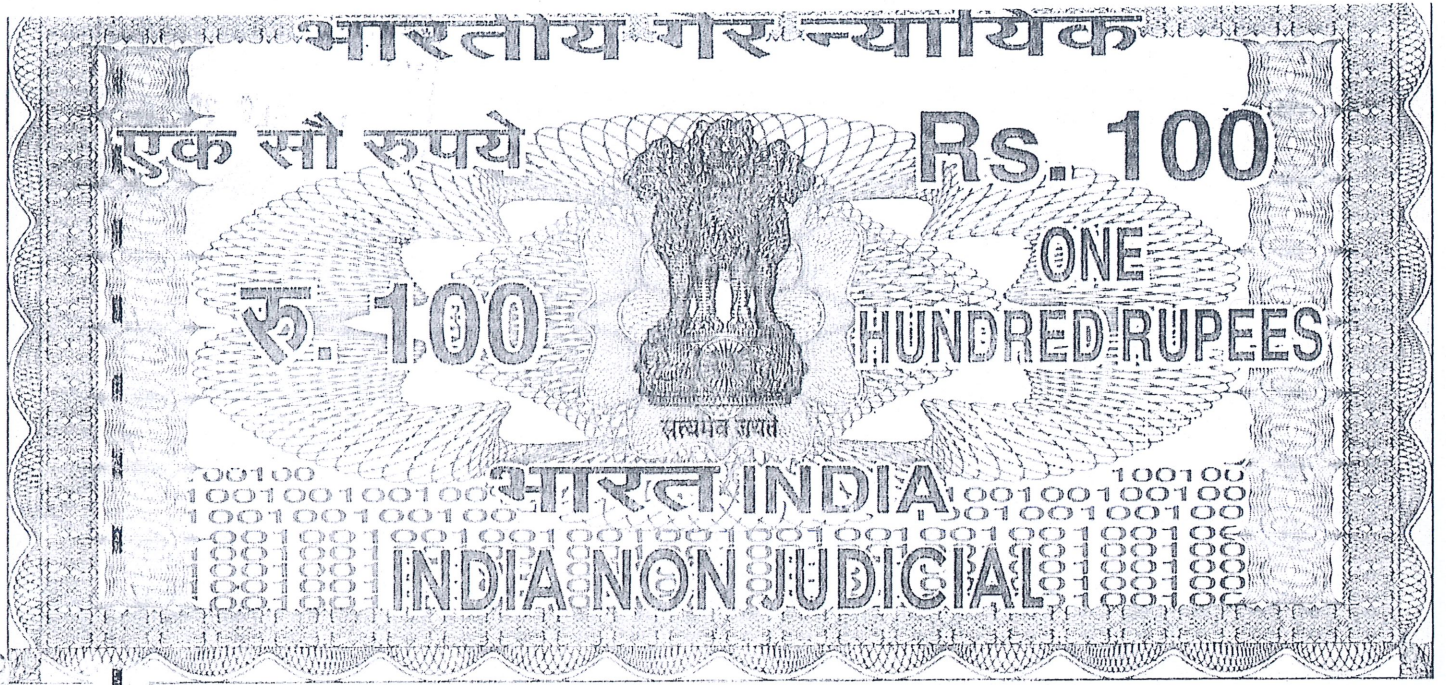 भारतीय गैर न्यायिक
एक सौ रुपये
Rs. 100
रु. 100
ONE
HUNDRED RUPEES
सत्यमेव जयते
भारत INDIA
INDIA NON JUDICIAL